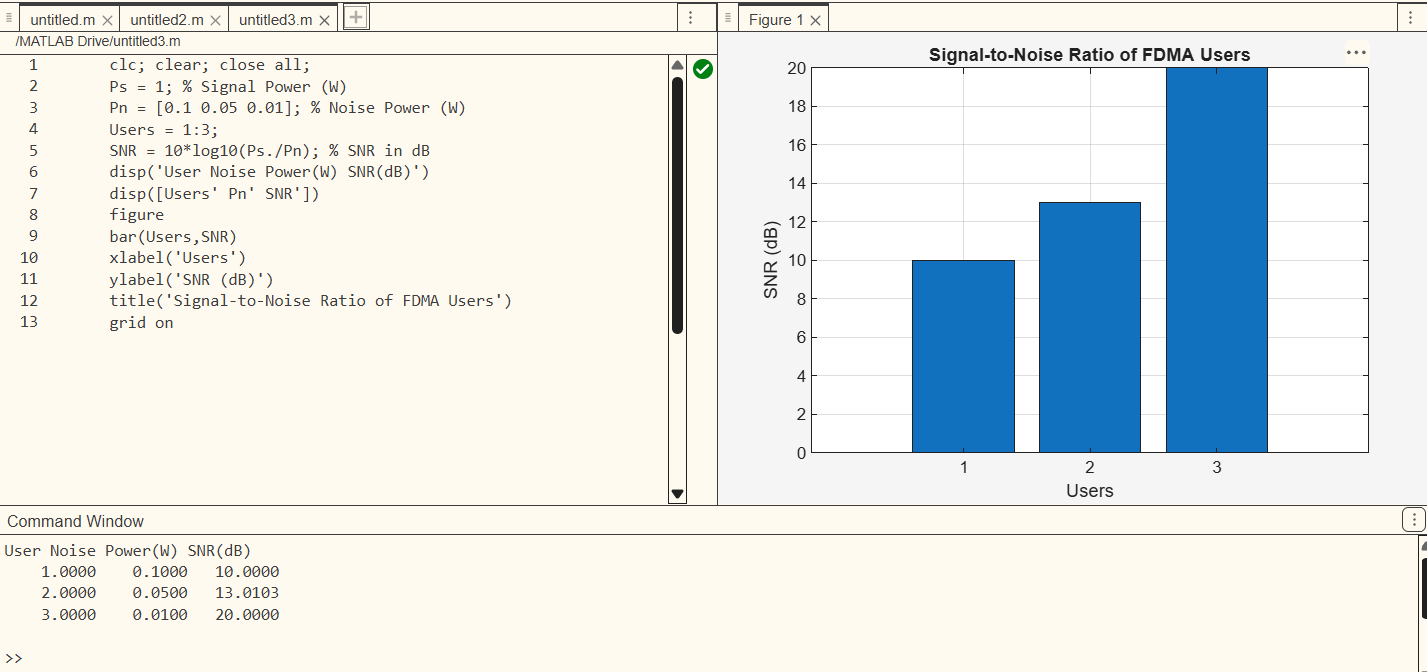 untitled.m × untitled2.m × untitled3.m × +
/MATLAB Drive/untitled3.m
1 clc; clear; close all;
2 Ps = 1; % Signal Power (W)
3 Pn = [0.1 0.05 0.01]; % Noise Power (W)
4 Users = 1:3;
5 SNR = 10*log10(Ps./Pn); % SNR in dB
6 disp('User Noise Power(W) SNR(dB)')
7 disp([Users' Pn' SNR'])
8 figure
9 bar(Users,SNR)
10 xlabel('Users')
11 ylabel('SNR (dB)')
12 title('Signal-to-Noise Ratio of FDMA Users')
13 grid on
Figure 1 ×
Signal-to-Noise Ratio of FDMA Users
20
18
16
14
12
10
8
6
4
2
0
SNR (dB)
1 2 3
Users
Command Window
User Noise Power(W) SNR(dB)
1.0000 0.1000 10.0000
2.0000 0.0500 13.0103
3.0000 0.0100 20.0000
>>